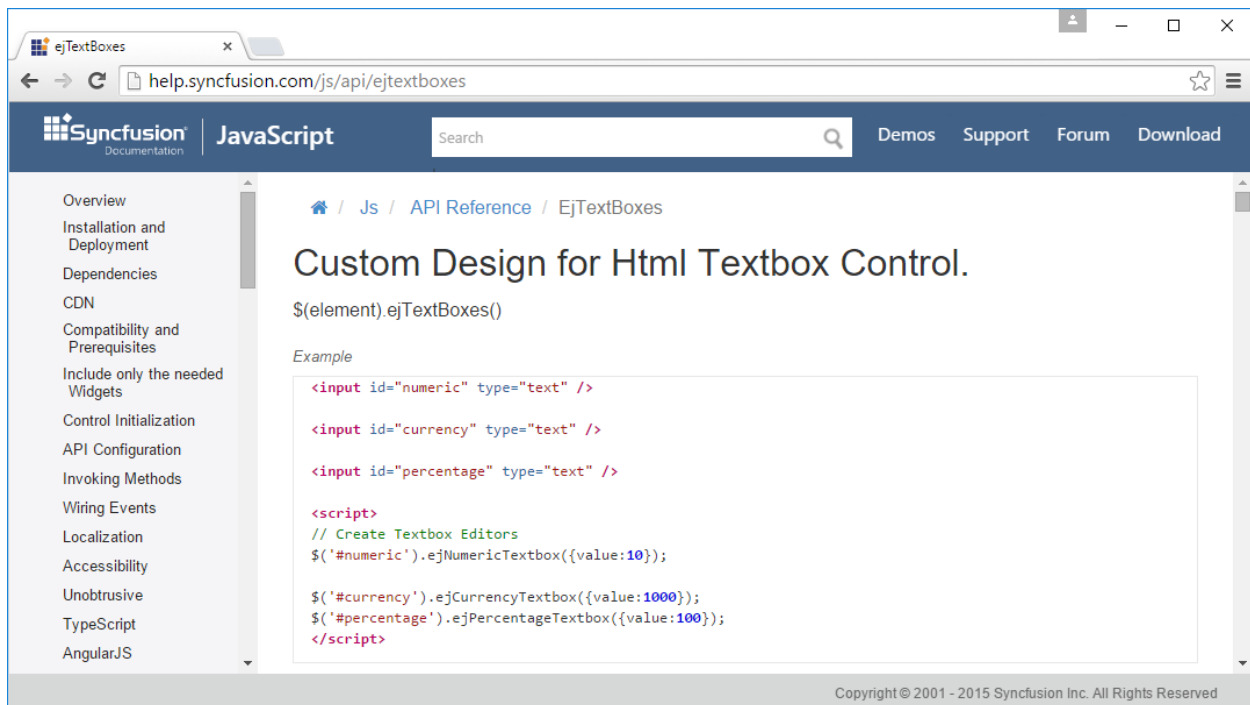 ejTextBoxes
help.syncfusion.com/js/api/ejtextboxes
Syncfusion
Documentation
JavaScript
Search
Demos Support Forum Download
Overview
Installation and
Deployment
Dependencies
CDN
Compatibility and
Prerequisites
Include only the needed
Widgets
Control Initialization
API Configuration
Invoking Methods
Wiring Events
Localization
Accessibility
Unobtrusive
TypeScript
AngularJS
/ Js / API Reference / EjTextBoxes
Custom Design for Html Textbox Control.
$(element).ejTextBoxes()
Example
<input id="numeric" type="text" />
<input id="currency" type="text" />
<input id="percentage" type="text" />
<script>
// Create Textbox Editors
$('#numeric').ejNumericTextbox({value:10});
$('#currency').ejCurrencyTextbox({value:1000});
$('#percentage').ejPercentageTextbox({value:100});
</script>
Copyright © 2001 - 2015 Syncfusion Inc. All Rights Reserved